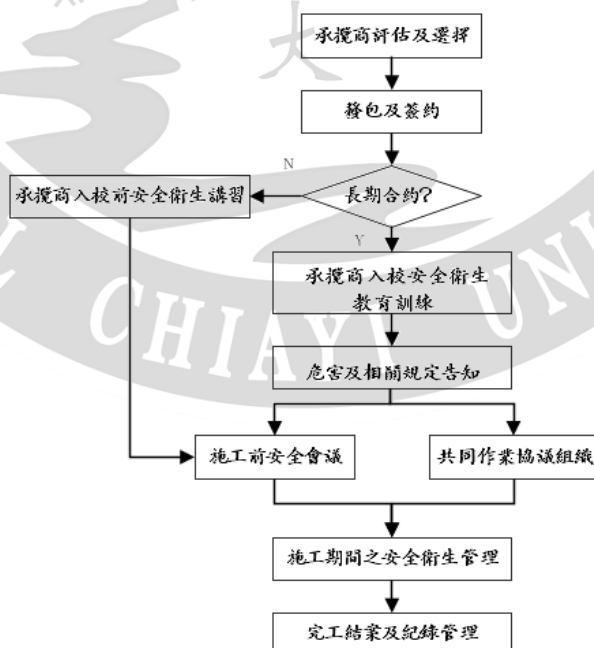 大
承攬商評估及選擇
發包及簽約
N
長期合約?
承攬商入校前安全衛生講習
Y
承攬商入校安全衛生
教育訓練
CHIAYI UNI
危害及相關規定告知
施工前安全會議
共同作業協議組織
施工期間之安全衛生管理
完工結案及紀錄管理